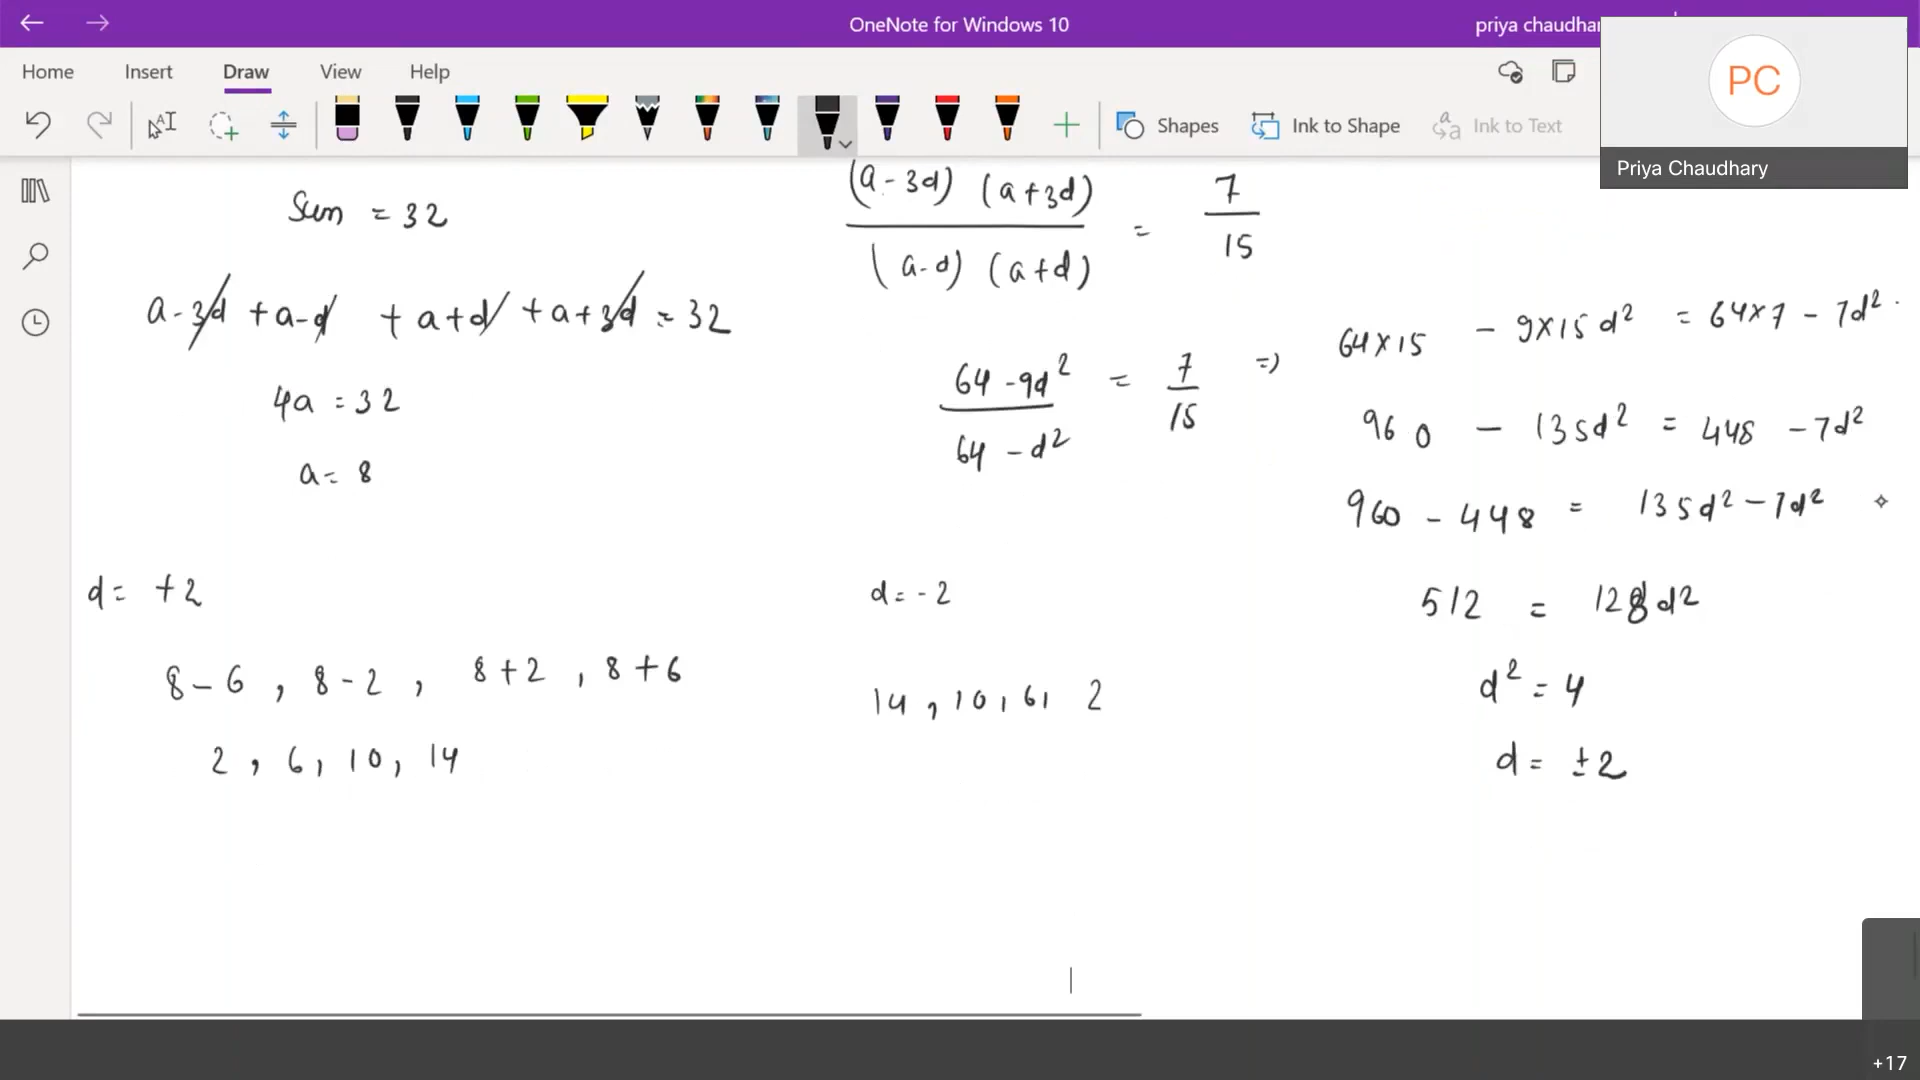 OneNote for Windows 10
priya chaudhar
PC
Priya Chaudhary
Home Insert Draw View Help
Shapes Ink to Shape Ink to Text
Sum = 32
a-3d + a-d + a+d + a+3d = 32
4a = 32
a = 8
(a-3d) (a+3d) / (a-d) (a+d) = 7/15
64-9d² / 64-d² = 7/15 =>
64×15 - 9×15d² = 64×7 - 7d²
960 - 135d² = 448 - 7d²
960 - 448 = 135d² - 7d²
512 = 128d²
d² = 4
d = ±2
d = +2
8-6, 8-2, 8+2, 8+6
2, 6, 10, 14
d = -2
14, 10, 6, 2
+17